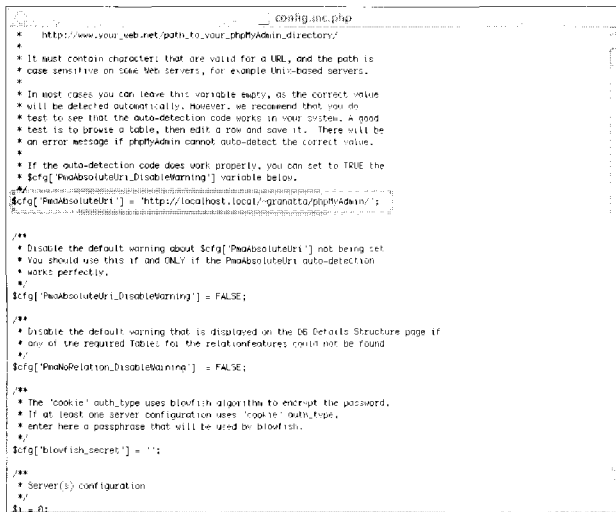 config.inc.php
*    http://www.your_web.net/path_to_your_phpMyAdmin_directory/
*
* It must contain characters that are valid for a URL, and the path is
* case sensitive on some Web servers, for example Unix-based servers.
*
* In most cases you can leave this variable empty, as the correct value
* will be detected automatically. However, we recommend that you do
* test to see that the auto-detection code works in your system. A good
* test is to browse a table, then edit a row and save it.  There will be
* an error message if phpMyAdmin cannot auto-detect the correct value.
*
* If the auto-detection code does work properly, you can set to TRUE the
* $cfg['PmaAbsoluteUri_DisableWarning'] variable below.
*/
$cfg['PmaAbsoluteUri'] = 'http://localhost.local/~granatta/phpMyAdmin/';
/**
* Disable the default warning about $cfg['PmaAbsoluteUri'] not being set
* You should use this if and ONLY if the PmaAbsoluteUri auto-detection
* works perfectly.
*/
$cfg['PmaAbsoluteUri_DisableWarning'] = FALSE;
/**
* Disable the default warning that is displayed on the DB Details Structure page if
* any of the required Tables for the relationfeatures could not be found
*/
$cfg['PmaNoRelation_DisableWarning']  = FALSE;
/**
* The 'cookie' auth_type uses blowfish algorithm to encrypt the password.
* If at least one server configuration uses 'cookie' auth_type,
* enter here a passphrase that will be used by blowfish.
*/
$cfg['blowfish_secret'] = '';
/**
* Server(s) configuration
*/
$i = 0;